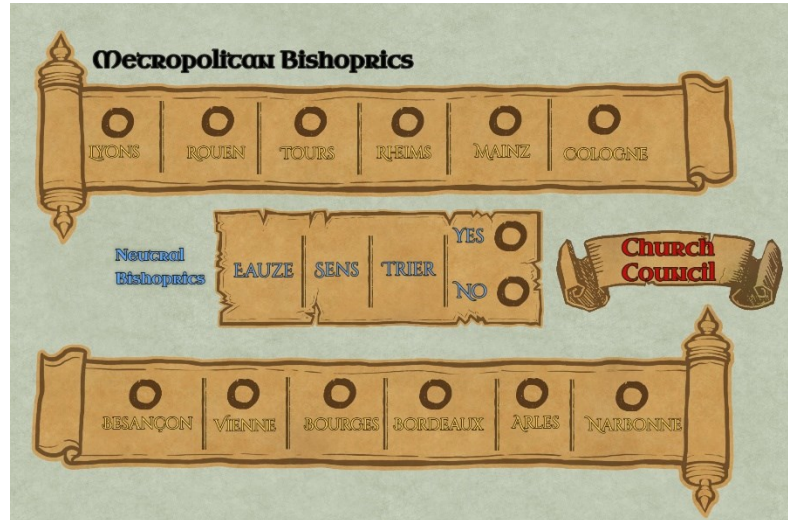 Metropolitan Bishoprics
Lyons Rouen Tours Rheims Mainz Cologne
Neutral
Bishoprics
Eauze Sens Trier
Yes
No
Church
Council
Besançon Vienne Bourges Bordeaux Arles Narbonne